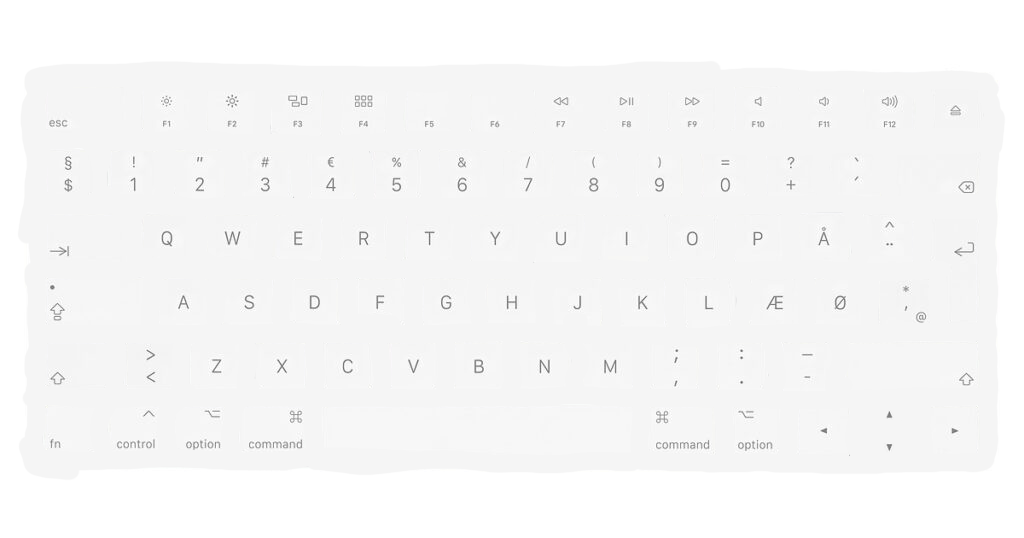 esc F1 F2 F3 F4 F5 F6 F7 F8 F9 F10 F11 F12
§ ! " # € % & / ( ) = ? `
$ 1 2 3 4 5 6 7 8 9 0 + ´
Q W E R T Y U I O P Å ^ ¨
A S D F G H J K L Æ Ø * ' @
> < Z X C V B N M ; , : . — -
fn control option command command option